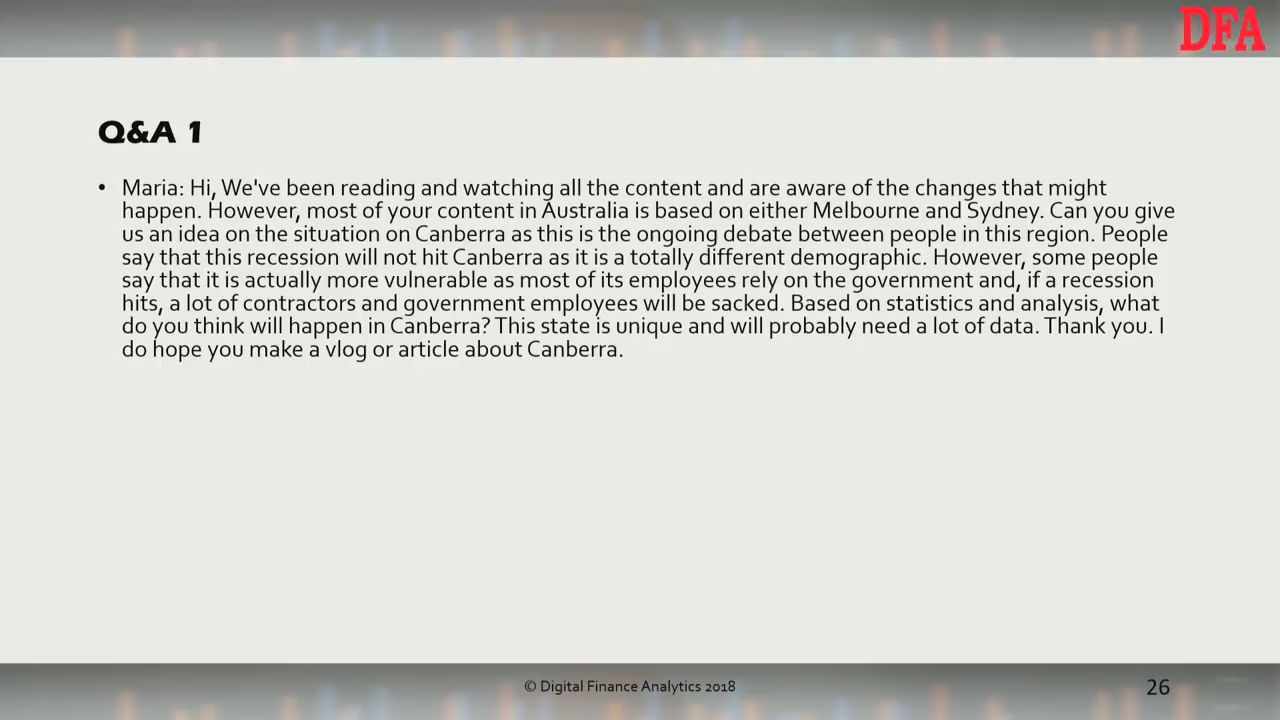 DFA
Q&A 1
• Maria: Hi, We've been reading and watching all the content and are aware of the changes that might
happen. However, most of your content in Australia is based on either Melbourne and Sydney. Can you give
us an idea on the situation on Canberra as this is the ongoing debate between people in this region. People
say that this recession will not hit Canberra as it is a totally different demographic. However, some people
say that it is actually more vulnerable as most of its employees rely on the government and, if a recession
hits, a lot of contractors and government employees will be sacked. Based on statistics and analysis, what
do you think will happen in Canberra? This state is unique and will probably need a lot of data. Thank you. I
do hope you make a vlog or article about Canberra.
© Digital Finance Analytics 2018
26